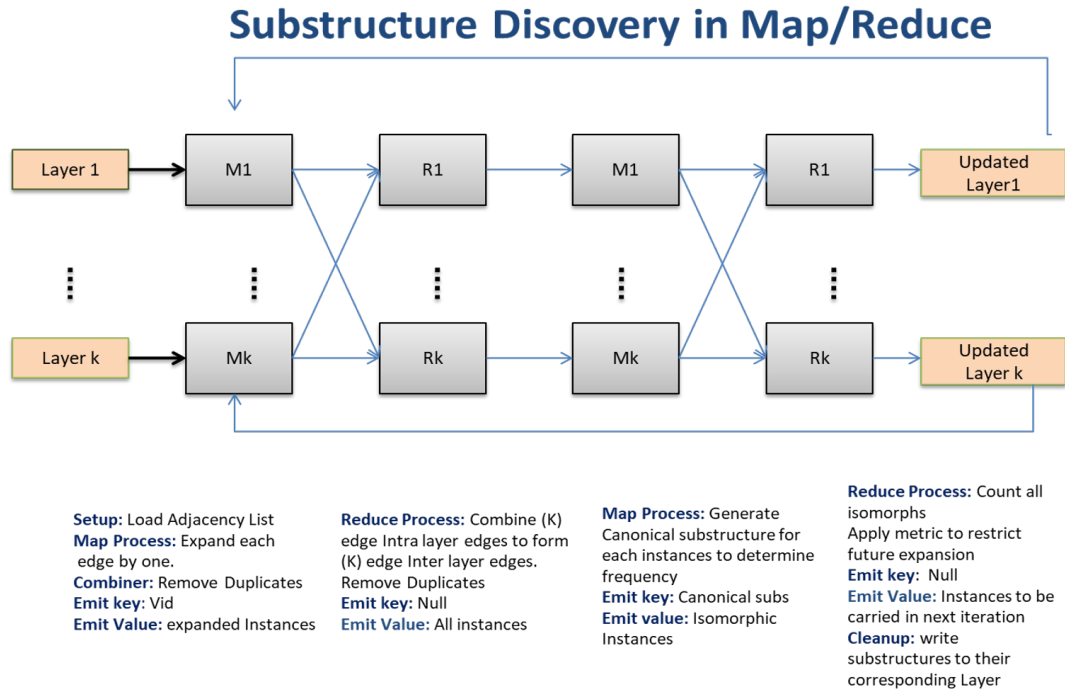 Substructure Discovery in Map/Reduce
Layer 1
M1
R1
M1
R1
Updated
Layer1
Layer k
Mk
Rk
Mk
Rk
Updated
Layer k
Setup: Load Adjacency List
Map Process: Expand each
edge by one.
Combiner: Remove Duplicates
Emit key: Vid
Emit Value: expanded Instances
Reduce Process: Combine (K)
edge Intra layer edges to form
(K) edge Inter layer edges.
Remove Duplicates
Emit key: Null
Emit Value: All instances
Map Process: Generate
Canonical substructure for
each instances to determine
frequency
Emit key: Canonical subs
Emit value: Isomorphic
Instances
Reduce Process: Count all
isomorphs
Apply metric to restrict
future expansion
Emit key: Null
Emit Value: Instances to be
carried in next iteration
Cleanup: write
substructures to their
corresponding Layer